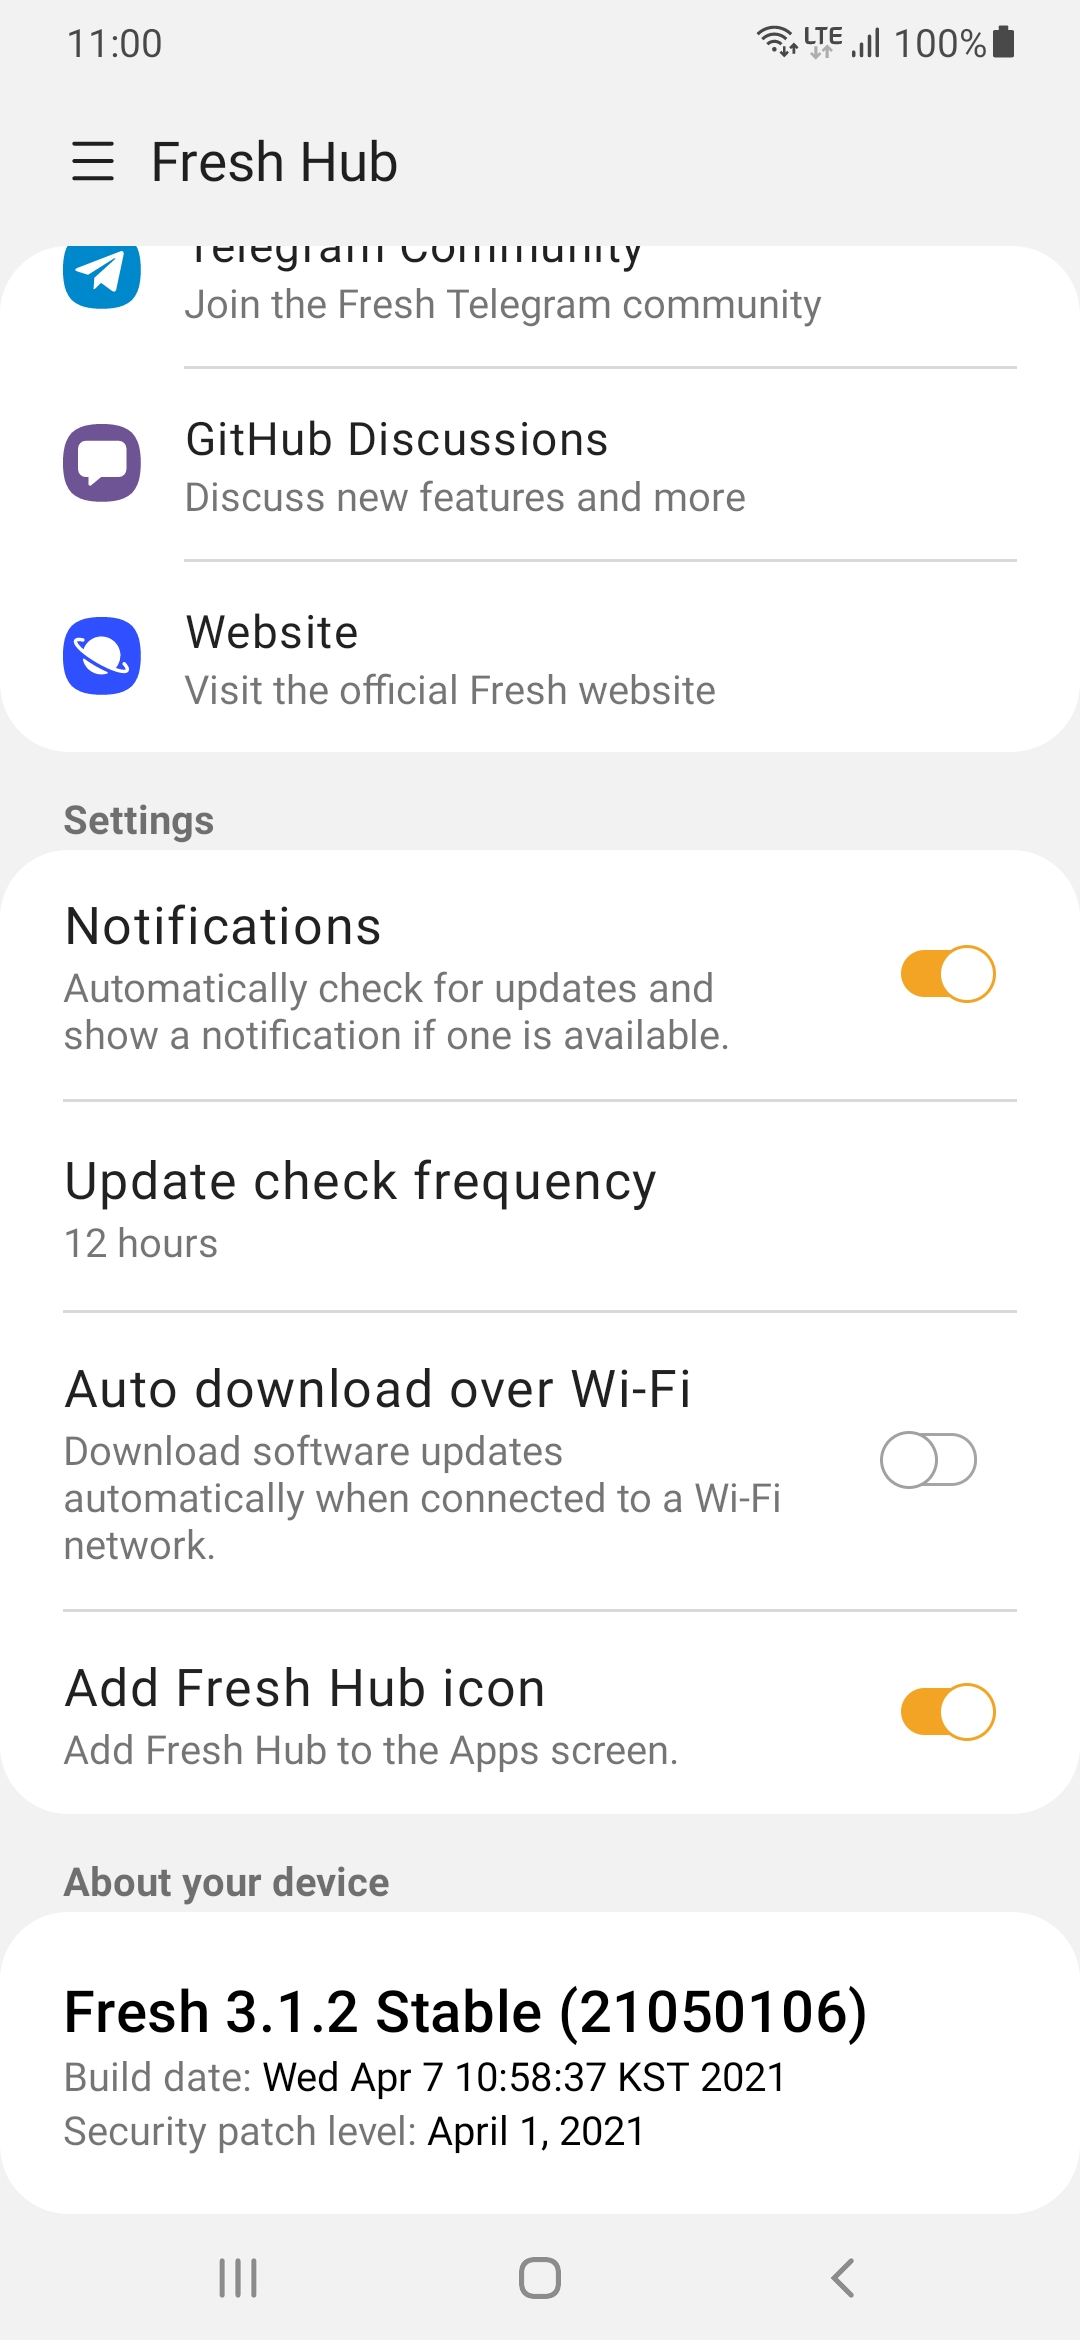 11:00
LTE
100%
Fresh Hub
Telegram Community
Join the Fresh Telegram community
GitHub Discussions
Discuss new features and more
Website
Visit the official Fresh website
Settings
Notifications
Automatically check for updates and
show a notification if one is available.
Update check frequency
12 hours
Auto download over Wi-Fi
Download software updates
automatically when connected to a Wi-Fi
network.
Add Fresh Hub icon
Add Fresh Hub to the Apps screen.
About your device
Fresh 3.1.2 Stable (21050106)
Build date: Wed Apr 7 10:58:37 KST 2021
Security patch level: April 1, 2021